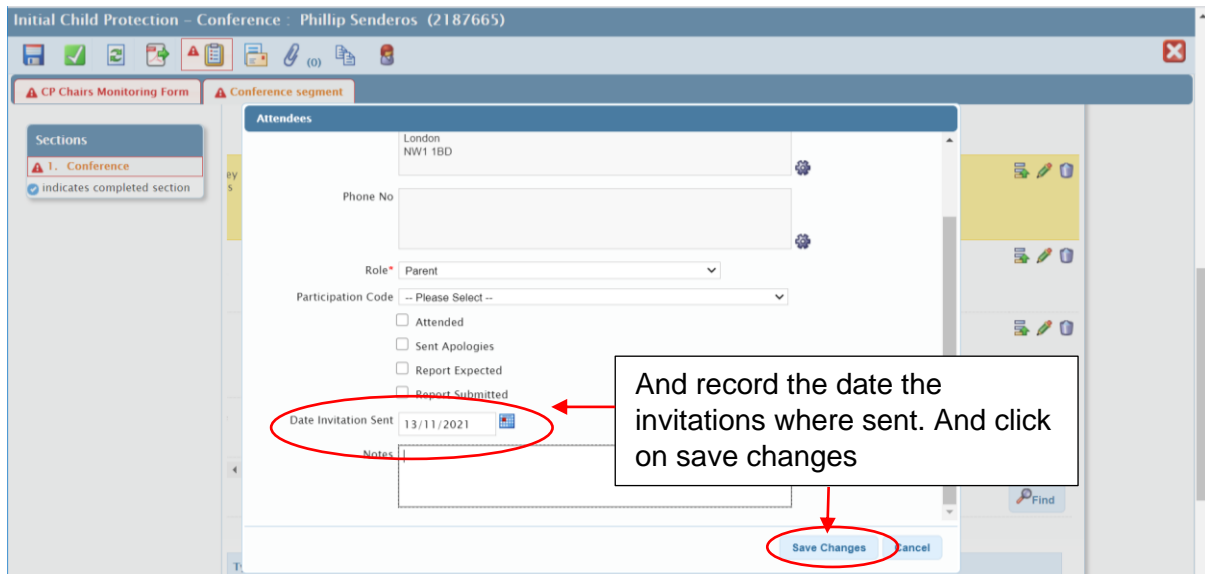 Initial Child Protection – Conference : Phillip Senderos (2187665)
(0)
CP Chairs Monitoring Form
Conference segment
Attendees
Sections
1. Conference
indicates completed section
ey
s
London
NW1 1BD
Phone No
Role* Parent
Participation Code -- Please Select --
Attended
Sent Apologies
Report Expected
Report Submitted
Date Invitation Sent 13/11/2021
Notes
And record the date the
invitations where sent. And click
on save changes
Find
Save Changes Cancel
T